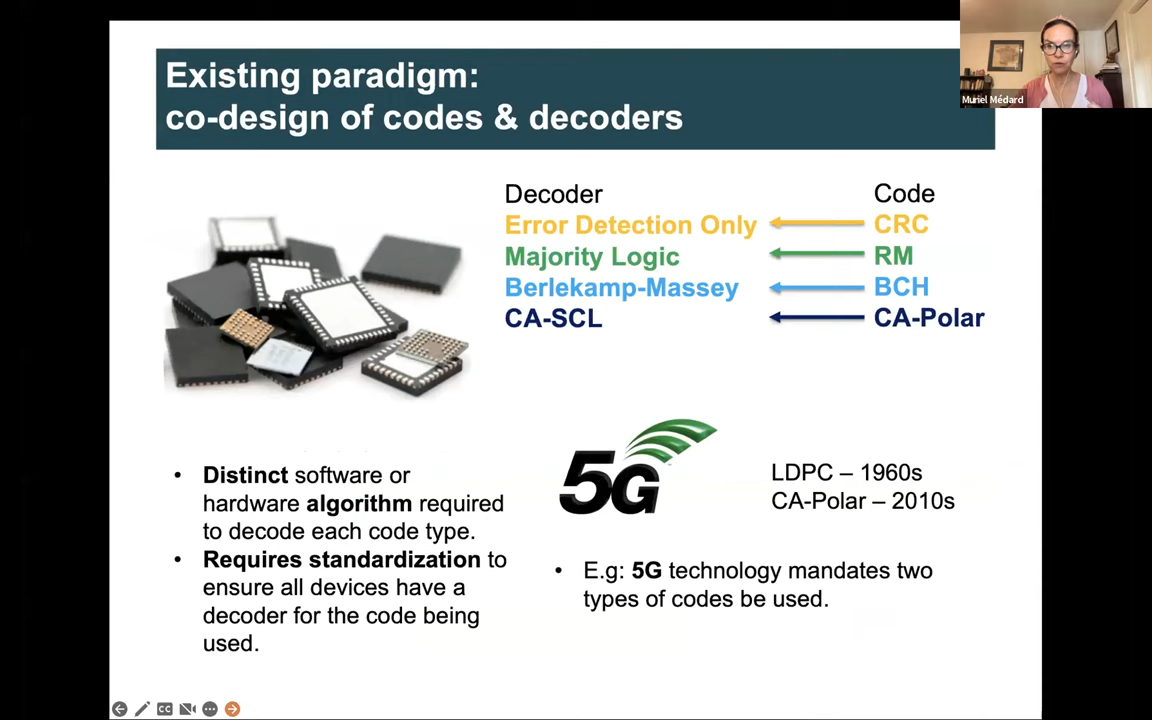 Existing paradigm:
co-design of codes & decoders
Muriel Médard
Decoder
Code
Error Detection Only
CRC
Majority Logic
RM
Berlekamp-Massey
BCH
CA-SCL
CA-Polar
• Distinct software or
hardware algorithm required
to decode each code type.
• Requires standardization to
ensure all devices have a
decoder for the code being
used.
5G
LDPC – 1960s
CA-Polar – 2010s
• E.g: 5G technology mandates two
types of codes be used.
CC